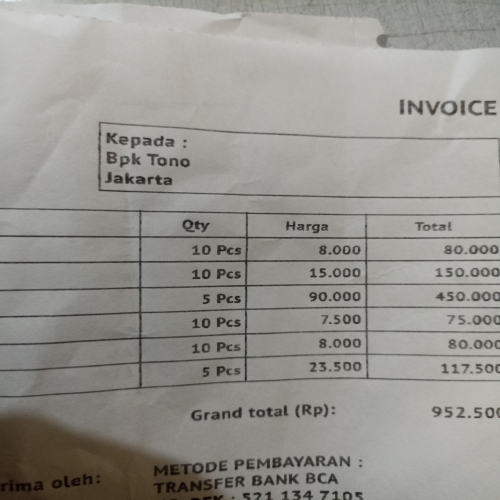 INVOICE
Kepada :
Bpk Tono
Jakarta
Qty Harga Total
10 Pcs 8.000 80.000
10 Pcs 15.000 150.000
5 Pcs 90.000 450.000
10 Pcs 7.500 75.000
10 Pcs 8.000 80.000
5 Pcs 23.500 117.500
Grand total (Rp): 952.500
METODE PEMBAYARAN :
rima oleh: TRANSFER BANK BCA
: 521 134 7105